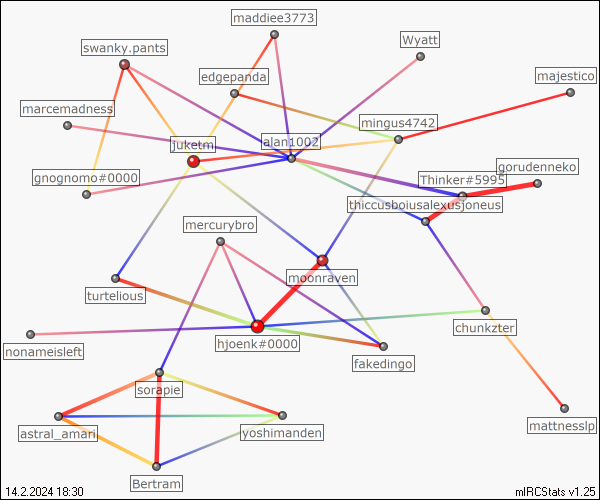 maddiee3773
swanky.pants
Wyatt
edgepanda
majestico
marcemadness
mingus4742
alan1002
juketm
gorudenneko
gnognomo#0000
Thinker#5995
thiccusboiusalexusjoneus
mercurybro
moonraven
turtelious
chunkzter
hjoenk#0000
nonameisleft
fakedingo
sorapie
mattnesslp
astral_amari
yoshimanden
Bertram
14.2.2024 18:30
mIRCStats v1.25